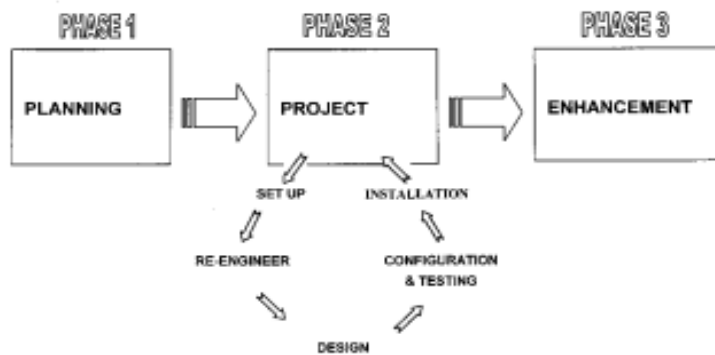 PHASE 1 PHASE 2 PHASE 3
PLANNING PROJECT ENHANCEMENT
SET UP INSTALLATION
RE-ENGINEER CONFIGURATION
& TESTING
DESIGN